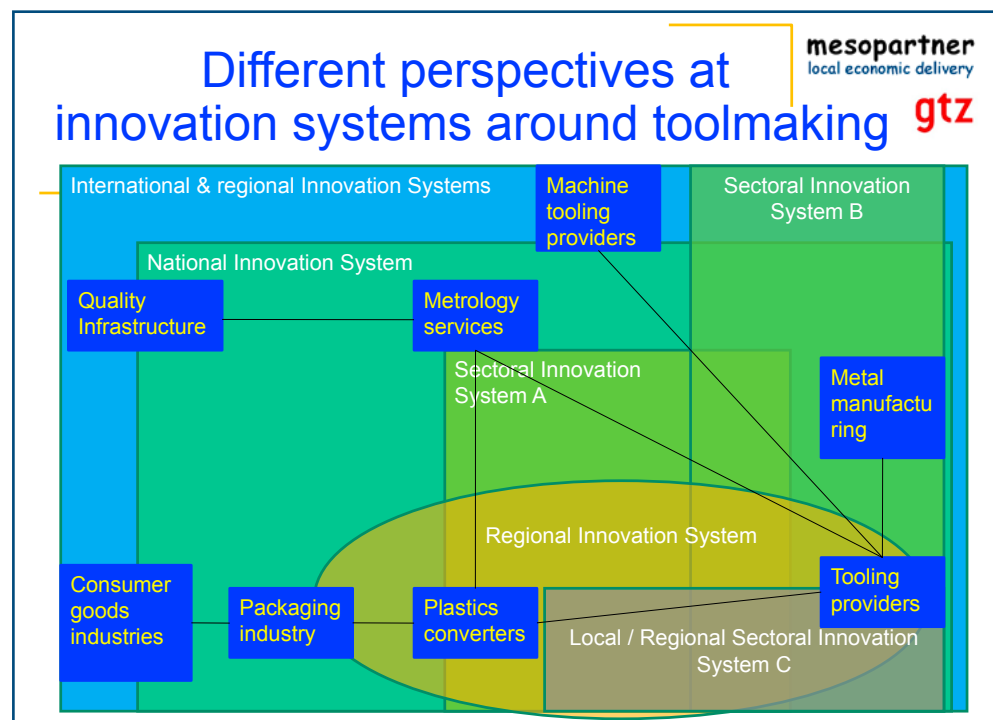 Different perspectives at
innovation systems around toolmaking
mesopartner
local economic delivery
gtz
International & regional Innovation Systems
Machine
tooling
providers
Sectoral Innovation
System B
National Innovation System
Quality
Infrastructure
Metrology
services
Sectoral Innovation
System A
Metal
manufactu
ring
Regional Innovation System
Consumer
goods
industries
Packaging
industry
Plastics
converters
Tooling
providers
Local / Regional Sectoral Innovation
System C